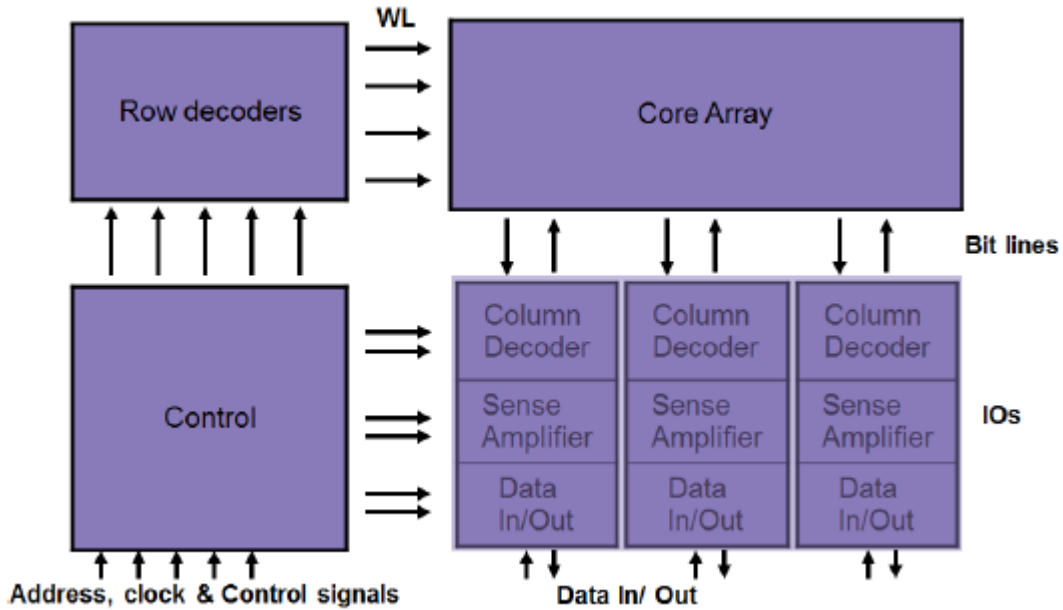 WL
Row decoders
Core Array
Bit lines
Control
Column
Decoder
Sense
Amplifier
Data
In/Out
Column
Decoder
Sense
Amplifier
Data
In/Out
Column
Decoder
Sense
Amplifier
Data
In/Out
IOs
Address, clock & Control signals
Data In/ Out